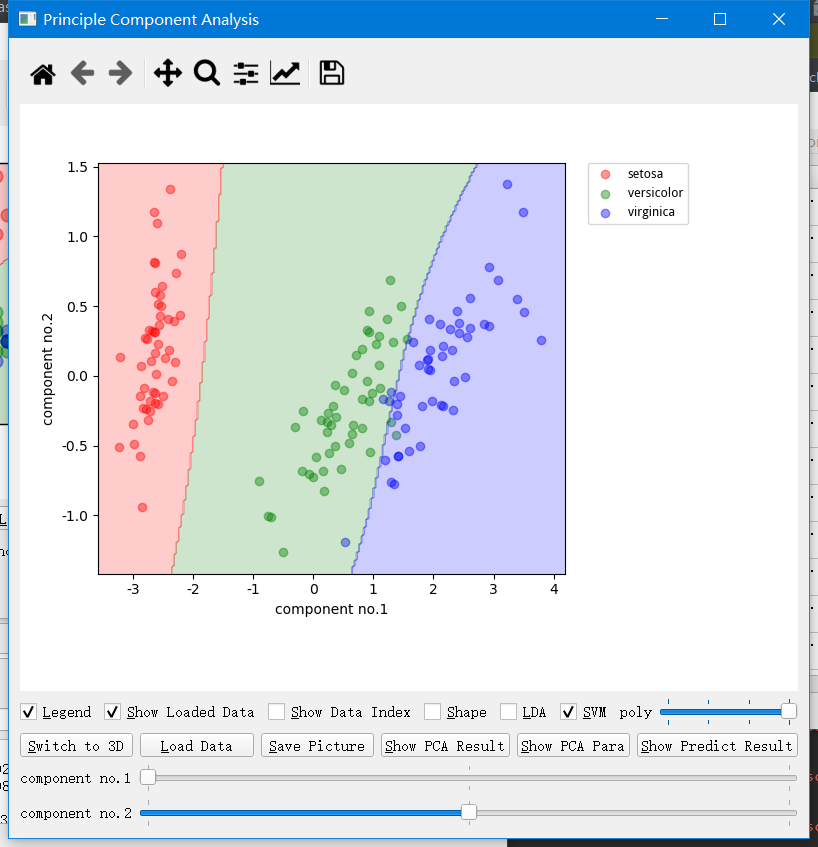 Principle Component Analysis
setosa
versicolor
virginica
1.5
1.0
0.5
0.0
-0.5
-1.0
component no.2
-3 -2 -1 0 1 2 3 4
component no.1
Legend Show Loaded Data Show Data Index Shape LDA SVM poly
Switch to 3D Load Data Save Picture Show PCA Result Show PCA Para Show Predict Result
component no.1
component no.2